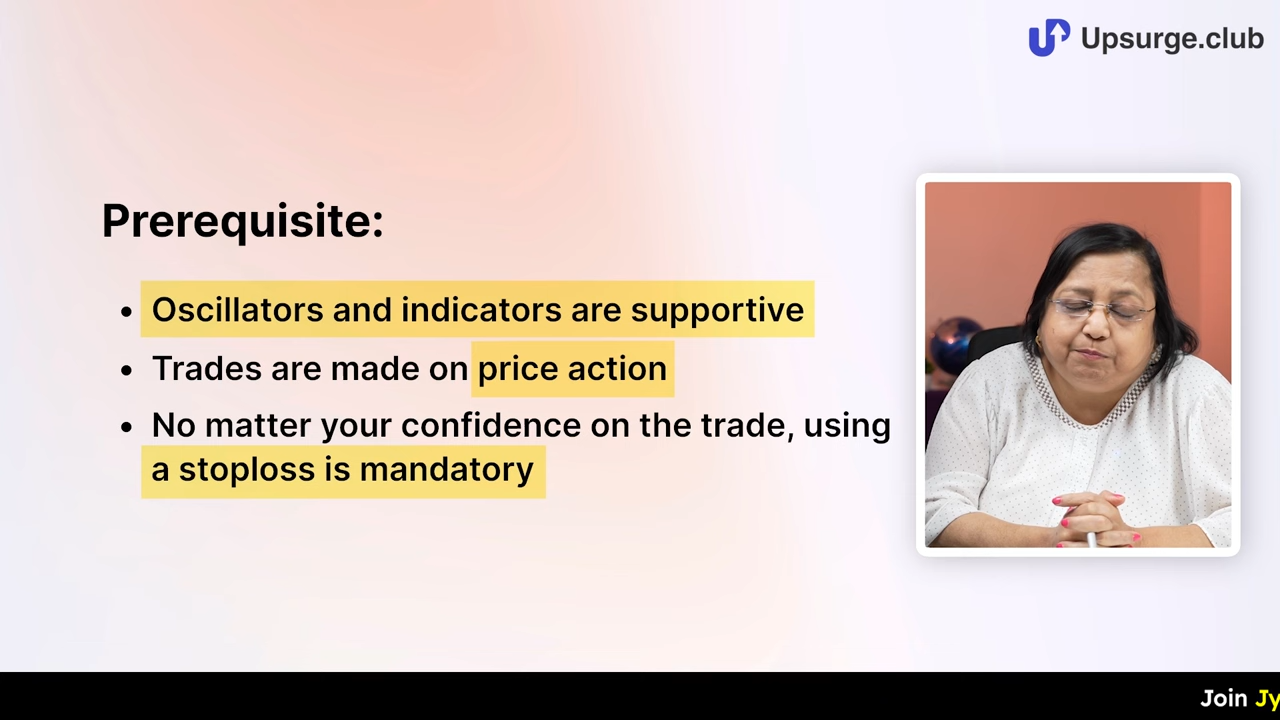 Upsurge.club
Prerequisite:
• Oscillators and indicators are supportive
• Trades are made on price action
• No matter your confidence on the trade, using
a stoploss is mandatory
Join Jy